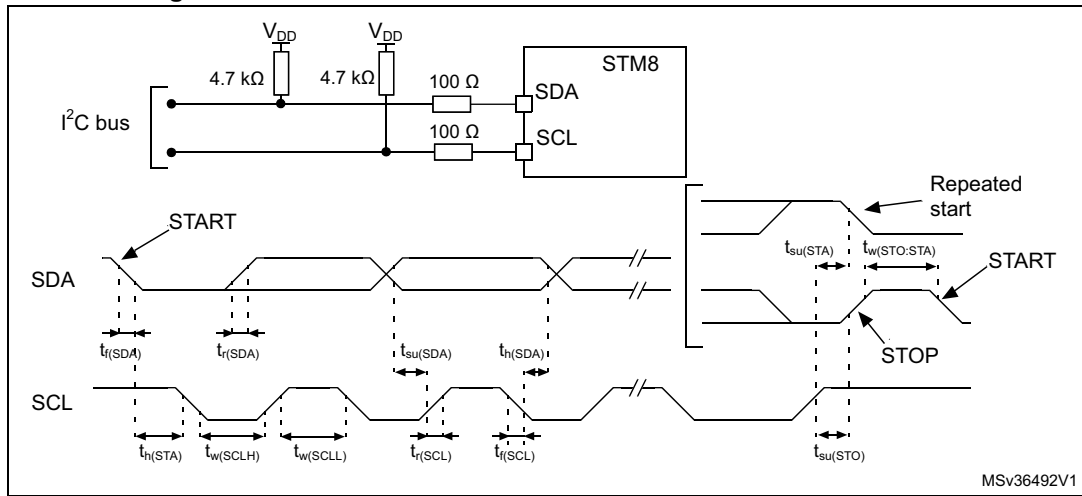 V_DD V_DD
STM8
4.7 kΩ 4.7 kΩ 100 Ω
SDA
I²C bus
100 Ω
SCL
Repeated
start
START
t_su(STA) t_w(STO:STA)
START
SDA
STOP
t_f(SDA) t_r(SDA) t_su(SDA) t_h(SDA)
SCL
t_h(STA) t_w(SCLH) t_w(SCLL) t_r(SCL) t_f(SCL) t_su(STO)
MSv36492V1